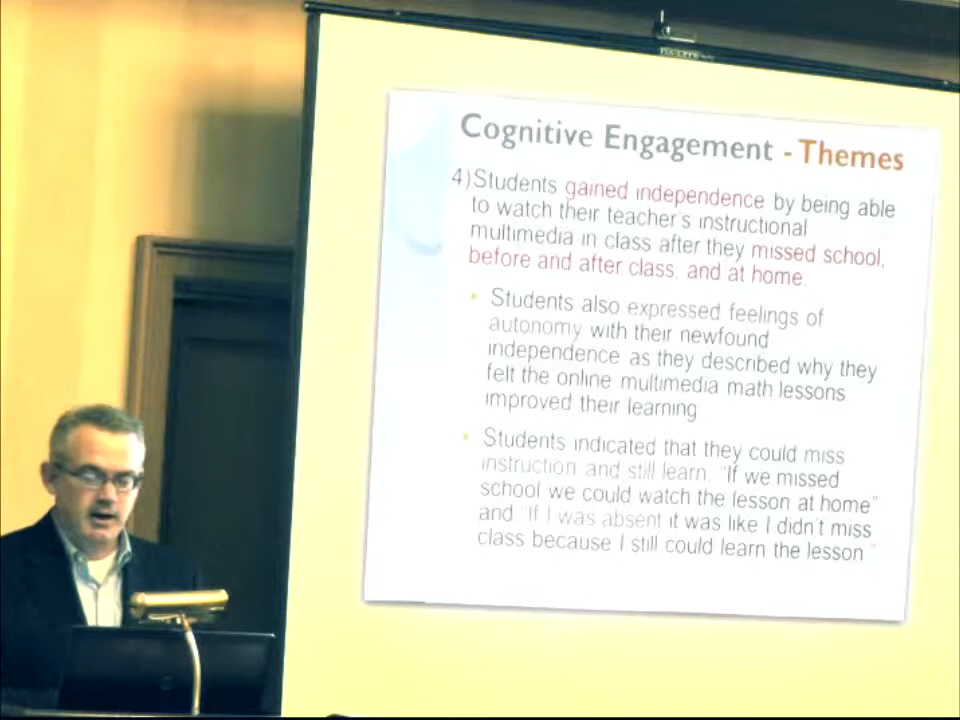 Cognitive Engagement - Themes
4)Students gained independence by being able
to watch their teacher's instructional
multimedia in class after they missed school,
before and after class, and at home.
Students also expressed feelings of
autonomy with their newfound
independence as they described why they
felt the online multimedia math lessons
improved their learning
Students indicated that they could miss
instruction and still learn. "If we missed
school we could watch the lesson at home"
and "If I was absent it was like I didn't miss
class because I still could learn the lesson."